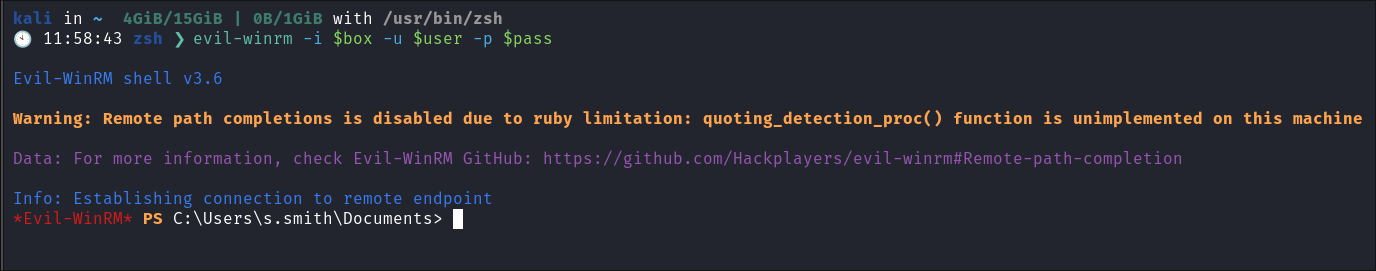 kali in ~  4GiB/15GiB | 0B/1GiB with /usr/bin/zsh
🕙 11:58:43 zsh ❯ evil-winrm -i $box -u $user -p $pass
Evil-WinRM shell v3.6
Warning: Remote path completions is disabled due to ruby limitation: quoting_detection_proc() function is unimplemented on this machine
Data: For more information, check Evil-WinRM GitHub: https://github.com/Hackplayers/evil-winrm#Remote-path-completion
Info: Establishing connection to remote endpoint
*Evil-WinRM* PS C:\Users\s.smith\Documents>